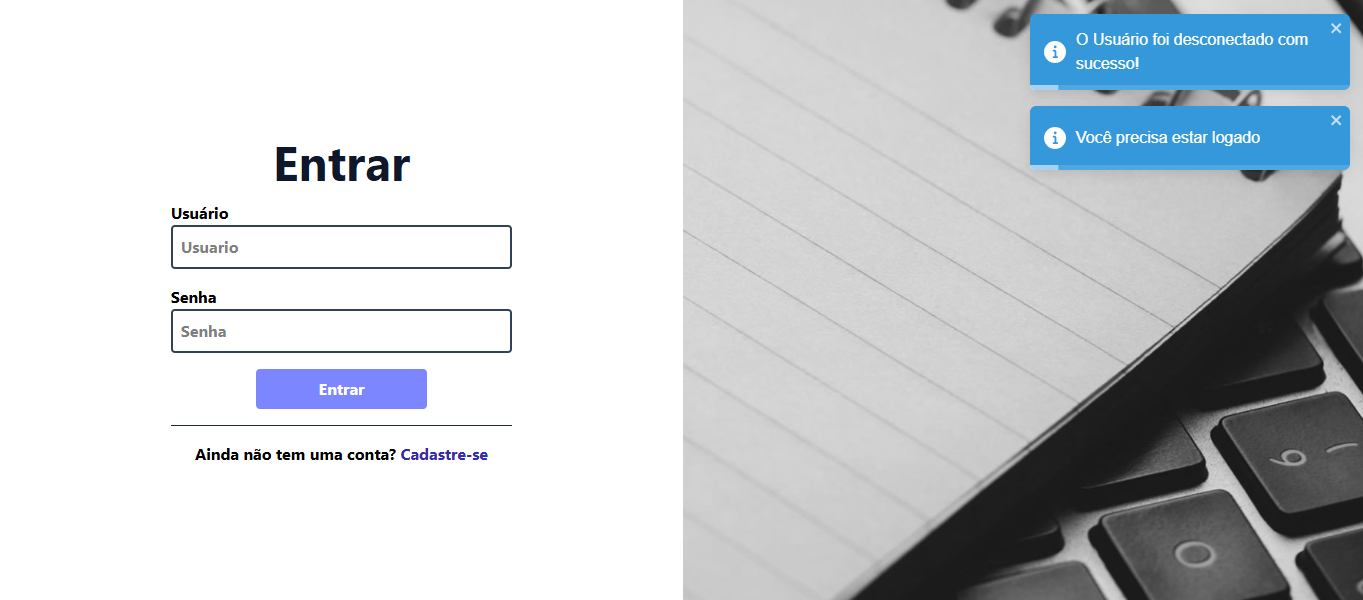 Entrar
Usuário
Usuario
Senha
Senha
Entrar
Ainda não tem uma conta? Cadastre-se
O Usuário foi desconectado com
sucesso!
Você precisa estar logado